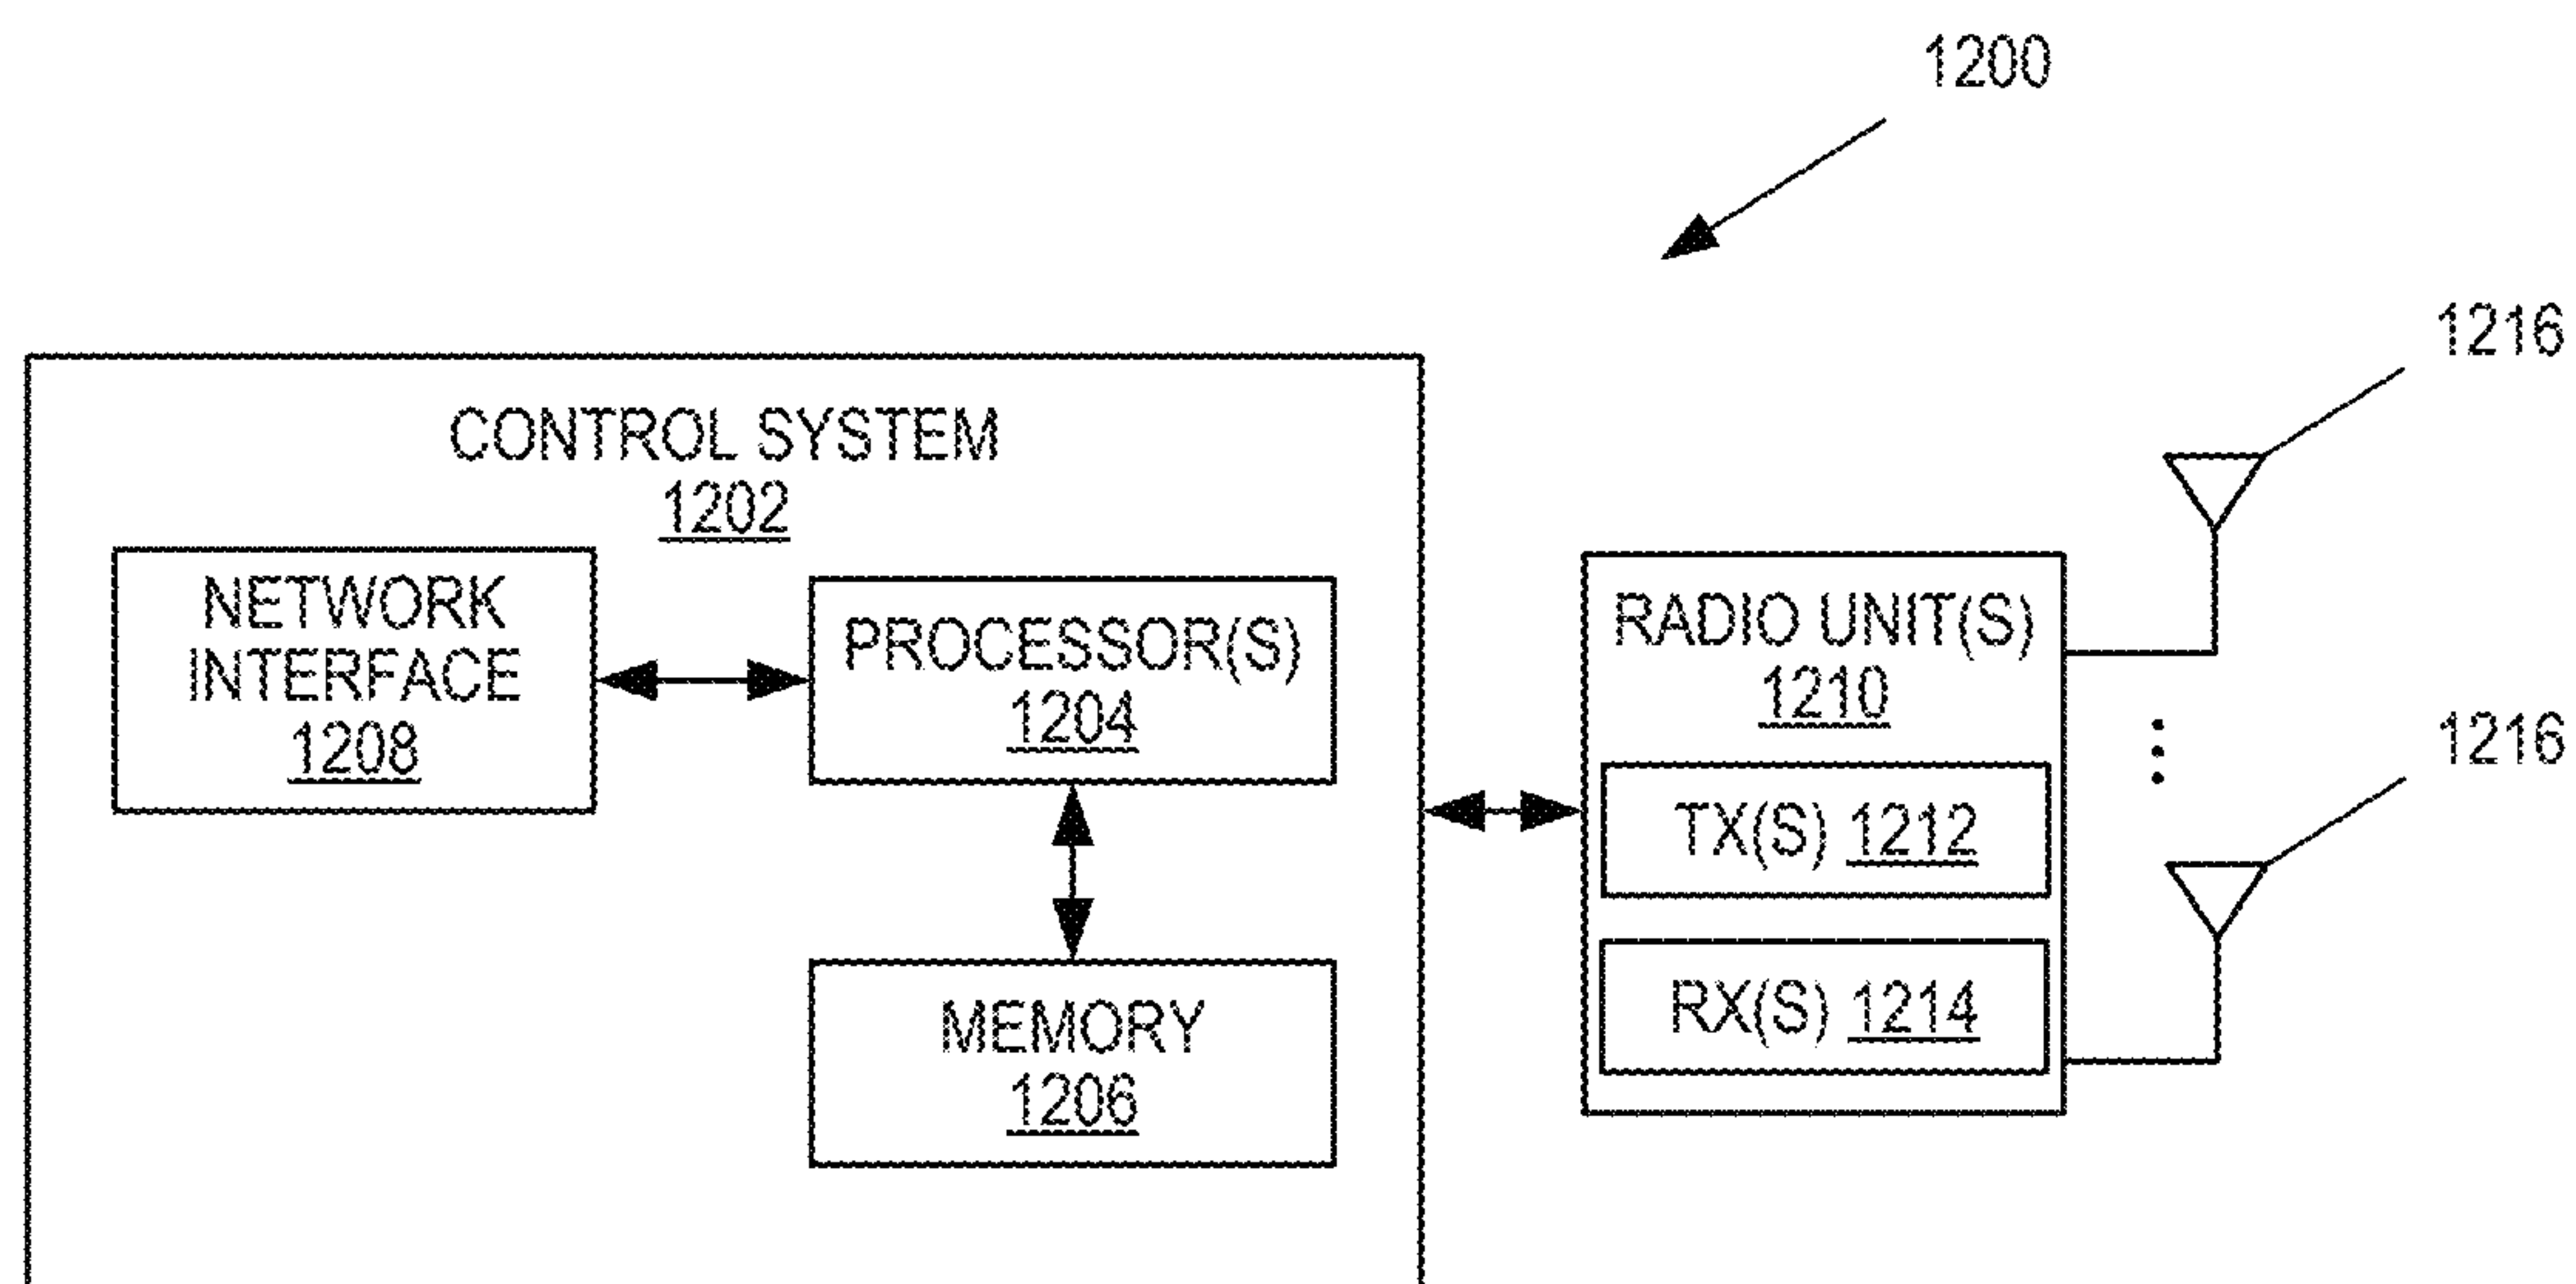 1200
1216
CONTROL SYSTEM
1202
NETWORK
INTERFACE
1208
PROCESSOR(S)
1204
MEMORY
1206
RADIO UNIT(S)
1210
TX(S) 1212
RX(S) 1214
1216